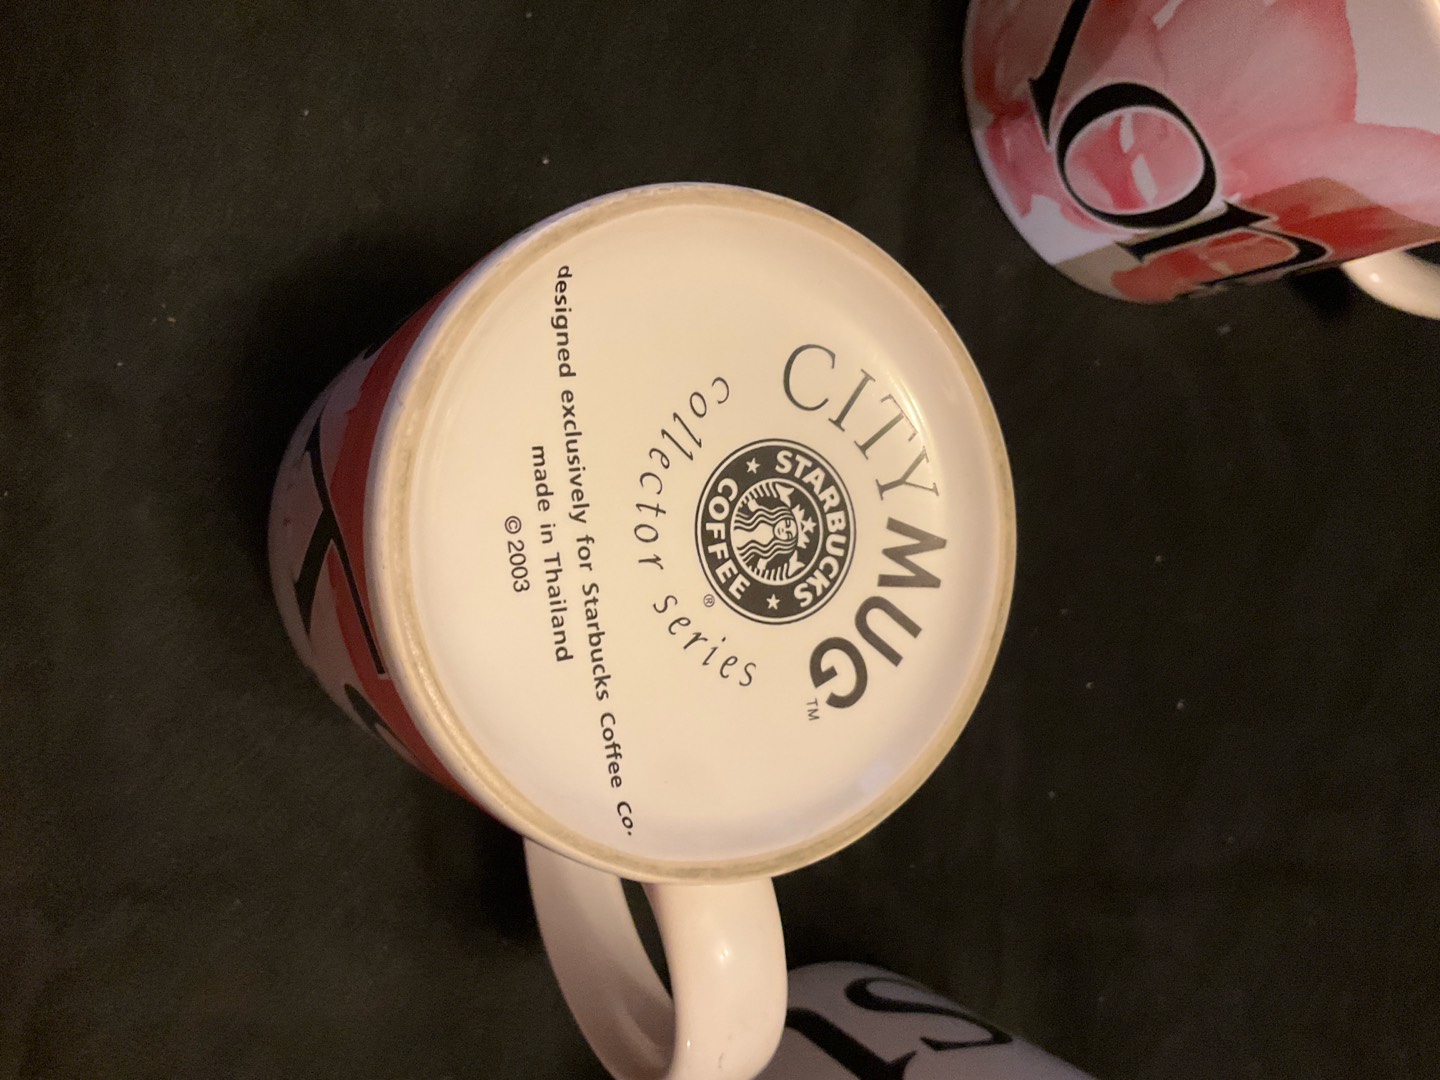 CITY MUG™
STARBUCKS
COFFEE
®
collector series
designed exclusively for Starbucks Coffee Co.
made in Thailand
© 2003